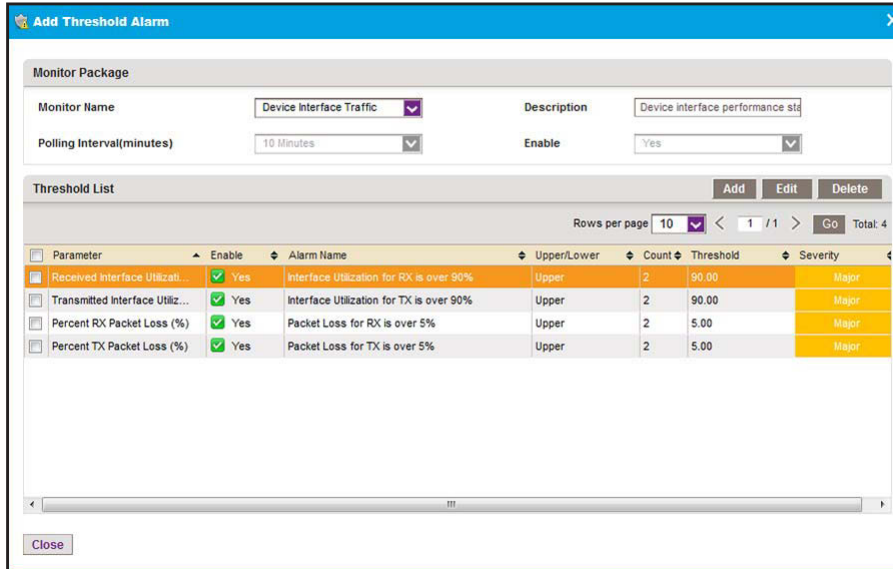 Add Threshold Alarm
Monitor Package
Monitor Name Device Interface Traffic Description Device interface performance sta
Polling Interval(minutes) 10 Minutes Enable Yes
Threshold List Add Edit Delete
Rows per page 10 < 1 / 1 > Go Total: 4
Parameter Enable Alarm Name Upper/Lower Count Threshold Severity
Received Interface Utilizati... Yes Interface Utilization for RX is over 90% Upper 2 90.00 Major
Transmitted Interface Utiliz... Yes Interface Utilization for TX is over 90% Upper 2 90.00 Major
Percent RX Packet Loss (%) Yes Packet Loss for RX is over 5% Upper 2 5.00 Major
Percent TX Packet Loss (%) Yes Packet Loss for TX is over 5% Upper 2 5.00 Major
Close